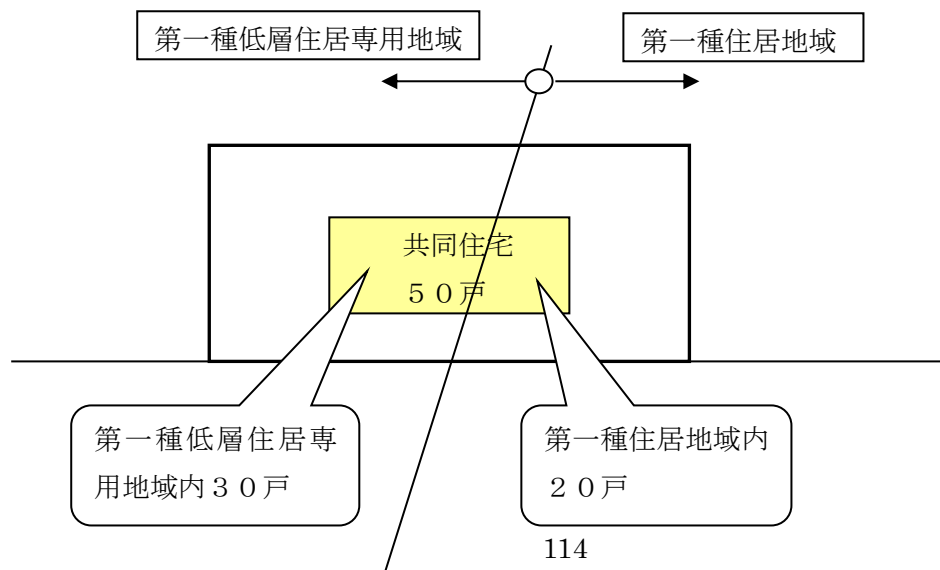 第一種低層住居専用地域
第一種住居地域
共同住宅
５０戸
第一種低層住居専
用地域内３０戸
第一種住居地域内
２０戸
114